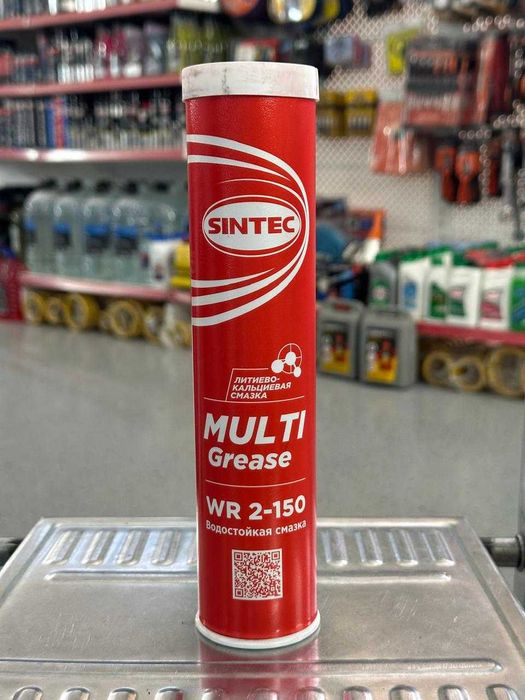 SINTEC
ЛИТИЕВО-
КАЛЬЦИЕВАЯ
СМАЗКА
MULTI
Grease
WR 2-150
Водостойкая смазка